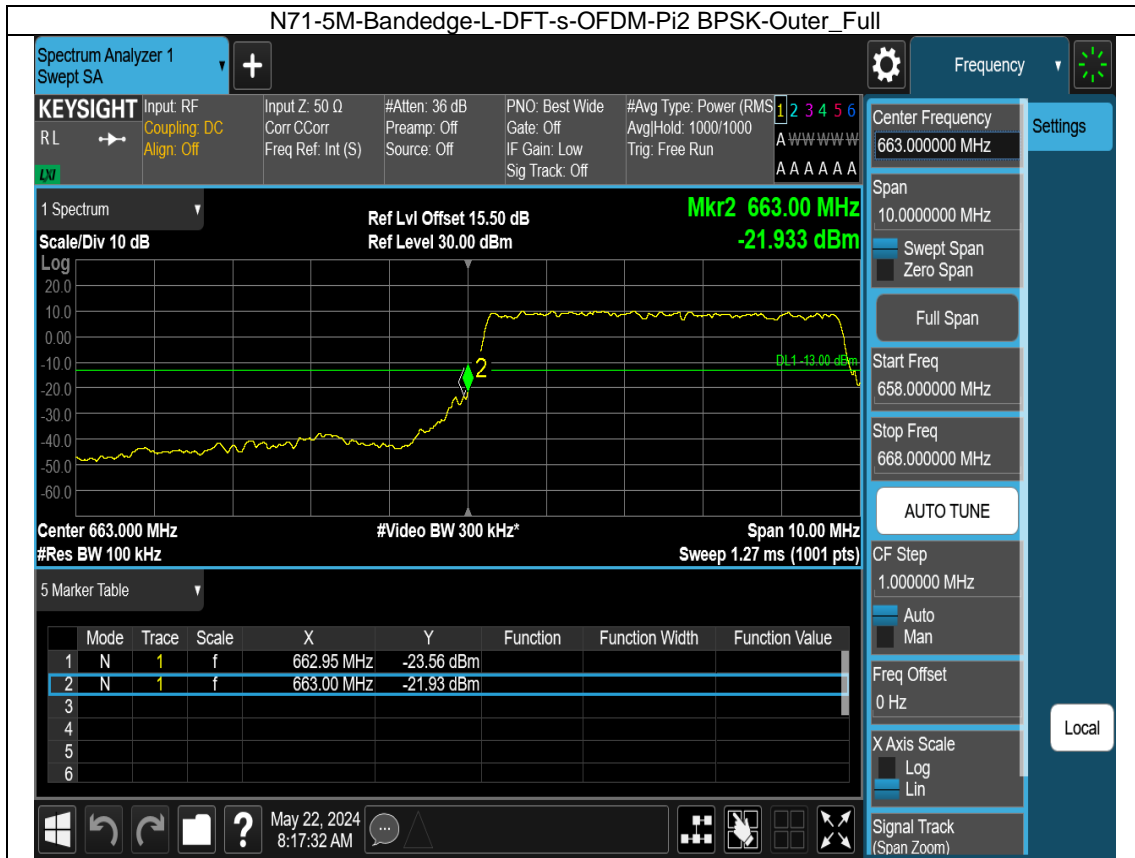 N71-5M-Bandedge-L-DFT-s-OFDM-Pi2 BPSK-Outer_Full
Spectrum Analyzer 1
Swept SA
+
Frequency
KEYSIGHT
R L
LXI
Input: RF
Coupling: DC
Align: Off
Input Z: 50 Ω
Corr CCorr
Freq Ref: Int (S)
#Atten: 36 dB
Preamp: Off
Source: Off
PNO: Best Wide
Gate: Off
IF Gain: Low
Sig Track: Off
#Avg Type: Power (RMS
Avg|Hold: 1000/1000
Trig: Free Run
1 2 3 4 5 6
A W W W W W
A A A A A A
1 Spectrum
Scale/Div 10 dB
Ref Lvl Offset 15.50 dB
Ref Level 30.00 dBm
Mkr2 663.00 MHz
-21.933 dBm
Log
20.0
10.0
0.00
-10.0
-20.0
-30.0
-40.0
-50.0
-60.0
2
DL1 -13.00 dBm
Center 663.000 MHz
#Video BW 300 kHz*
Span 10.00 MHz
#Res BW 100 kHz
Sweep 1.27 ms (1001 pts)
5 Marker Table
Mode Trace Scale X Y Function Function Width Function Value
1 N 1 f 662.95 MHz -23.56 dBm
2 N 1 f 663.00 MHz -21.93 dBm
3
4
5
6
?
May 22, 2024
8:17:32 AM
Center Frequency
663.000000 MHz
Settings
Span
10.0000000 MHz
Swept Span
Zero Span
Full Span
Start Freq
658.000000 MHz
Stop Freq
668.000000 MHz
AUTO TUNE
CF Step
1.000000 MHz
Auto
Man
Freq Offset
0 Hz
Local
X Axis Scale
Log
Lin
Signal Track
(Span Zoom)